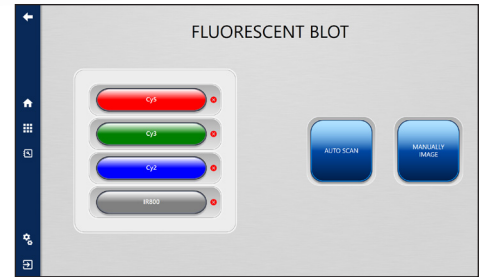 FLUORESCENT BLOT
Cy5
Cy3
Cy2
IR800
AUTO SCAN
MANUALLY
IMAGE